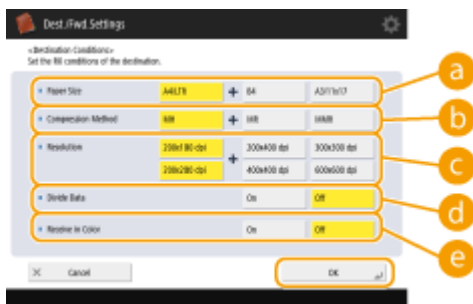 Dest./Fwd. Settings
<Destination Conditions>
Set the RX conditions of the destination.
Paper Size A4/LTR + B4 A3/11x17 a
Compression Method MH + MR MMR b
Resolution 200x100 dpi 200x400 dpi 300x300 dpi c
+
200x200 dpi 400x400 dpi 600x600 dpi
Divide Data On Off d
Receive in Color On Off e
× Cancel OK